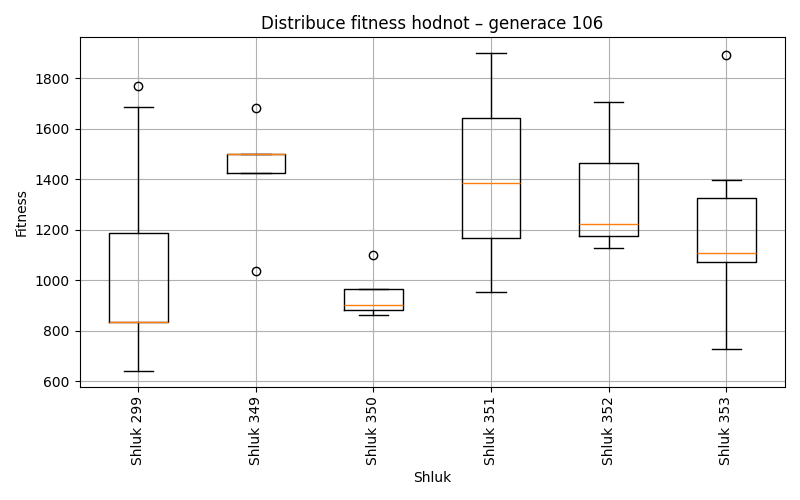 Distribuce fitness hodnot – generace 106
Fitness
1800
1600
1400
1200
1000
800
600
Shluk 299
Shluk 349
Shluk 350
Shluk 351
Shluk 352
Shluk 353
Shluk